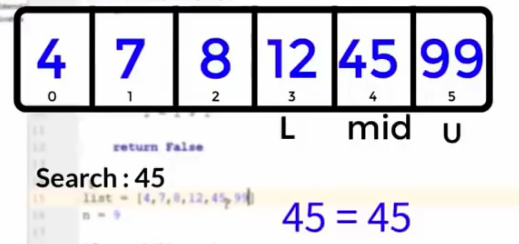 4 7 8 12 45 99
0 1 2 3 4 5
L mid U
return False
Search : 45
list = [4,7,8,12,45,99]
n = 9
45 = 45